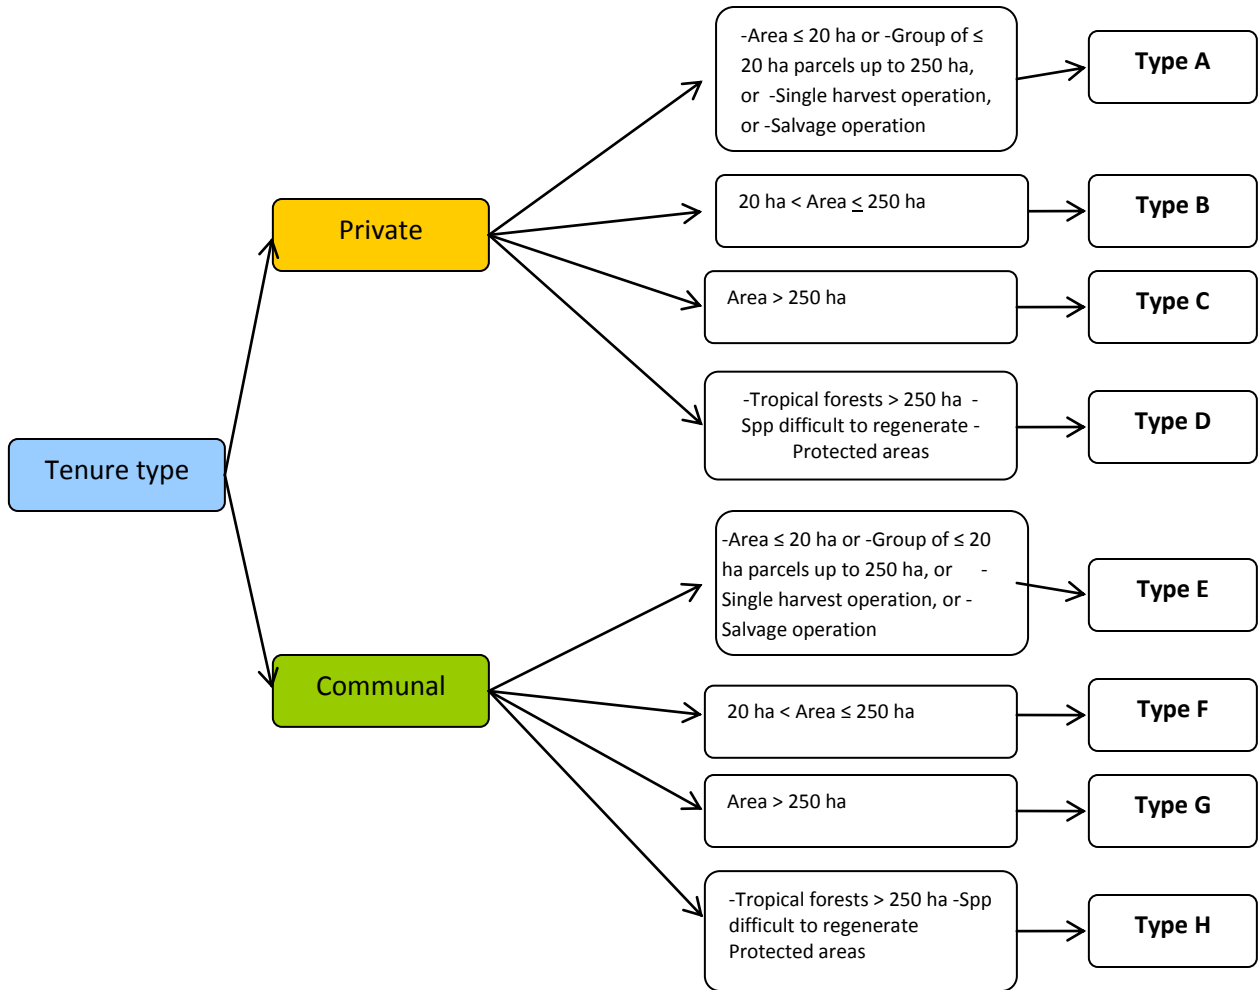 -Area ≤ 20 ha or -Group of ≤
20 ha parcels up to 250 ha,
or -Single harvest operation,
or -Salvage operation
Type A
Private
20 ha < Area ≤ 250 ha
Type B
Area > 250 ha
Type C
-Tropical forests > 250 ha -
Spp difficult to regenerate -
Protected areas
Type D
Tenure type
-Area ≤ 20 ha or -Group of ≤ 20
ha parcels up to 250 ha, or -
Single harvest operation, or -
Salvage operation
Type E
Communal
20 ha < Area ≤ 250 ha
Type F
Area > 250 ha
Type G
-Tropical forests > 250 ha -Spp
difficult to regenerate
Protected areas
Type H